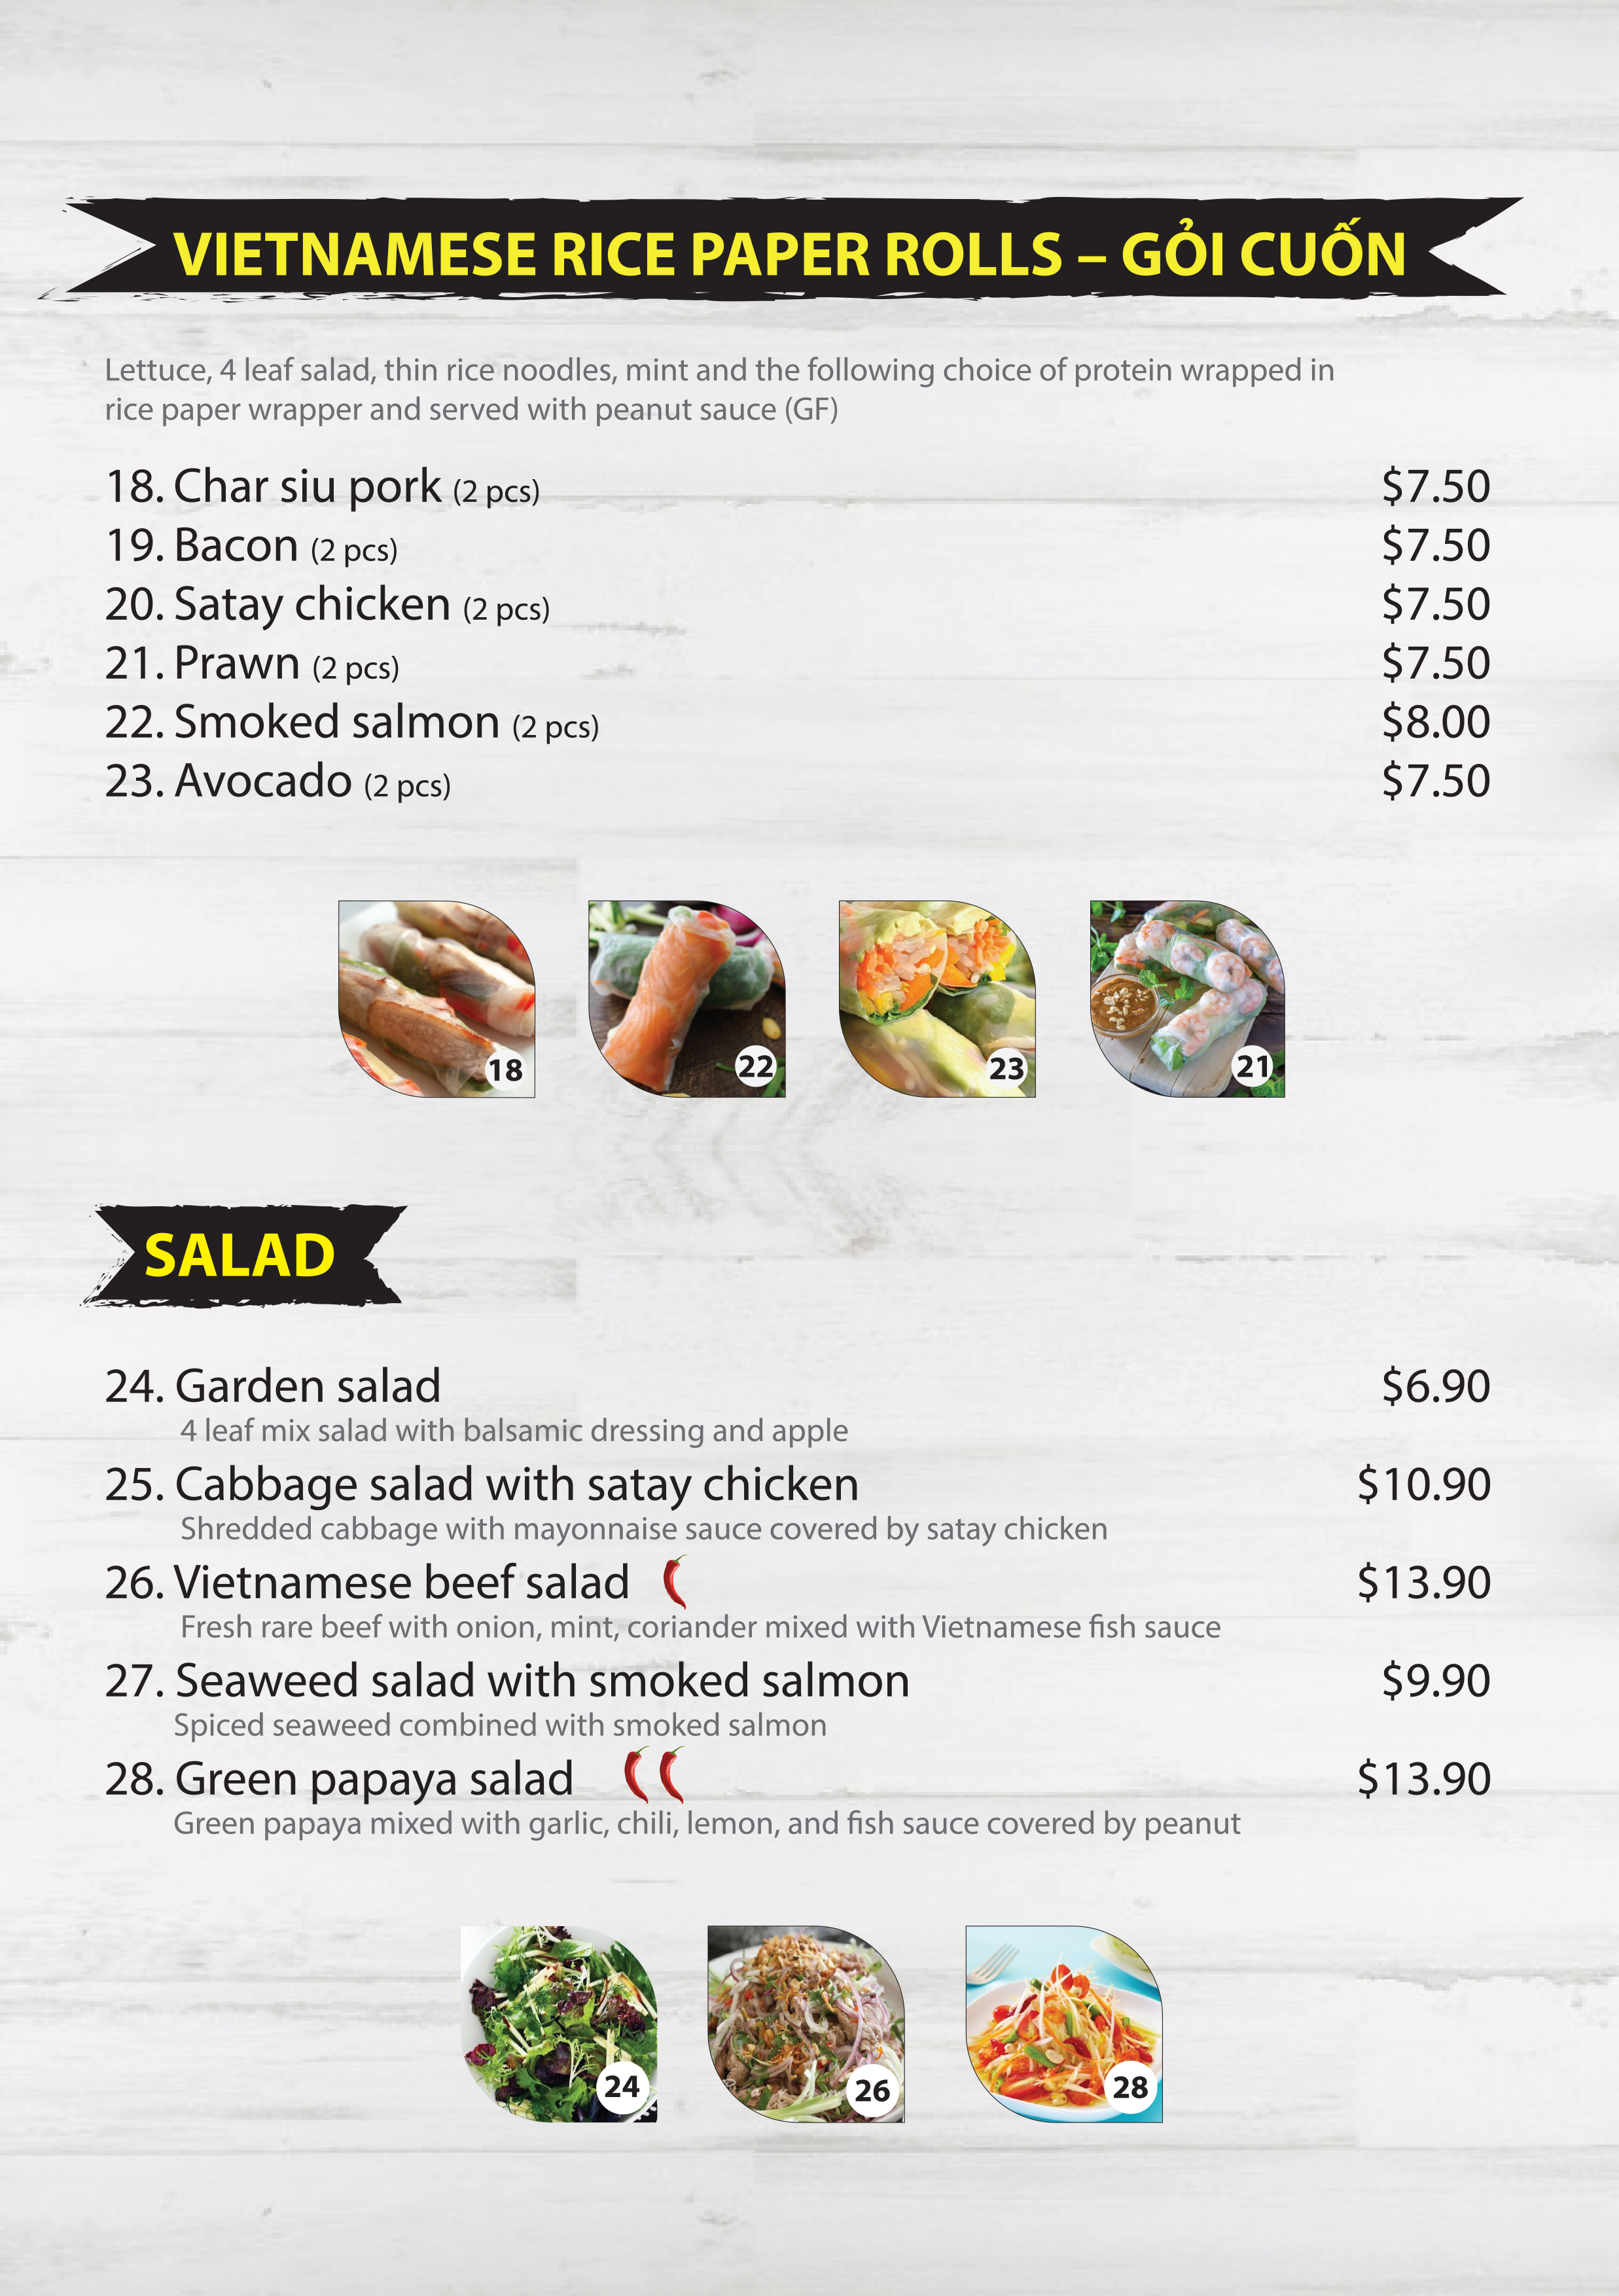 VIETNAMESE RICE PAPER ROLLS – GỎI CUỐN
Lettuce, 4 leaf salad, thin rice noodles, mint and the following choice of protein wrapped in
rice paper wrapper and served with peanut sauce (GF)
18. Char siu pork (2 pcs) $7.50
19. Bacon (2 pcs) $7.50
20. Satay chicken (2 pcs) $7.50
21. Prawn (2 pcs) $7.50
22. Smoked salmon (2 pcs) $8.00
23. Avocado (2 pcs) $7.50
18 22 23 21
SALAD
24. Garden salad $6.90
4 leaf mix salad with balsamic dressing and apple
25. Cabbage salad with satay chicken $10.90
Shredded cabbage with mayonnaise sauce covered by satay chicken
26. Vietnamese beef salad $13.90
Fresh rare beef with onion, mint, coriander mixed with Vietnamese fish sauce
27. Seaweed salad with smoked salmon $9.90
Spiced seaweed combined with smoked salmon
28. Green papaya salad $13.90
Green papaya mixed with garlic, chili, lemon, and fish sauce covered by peanut
24 26 28